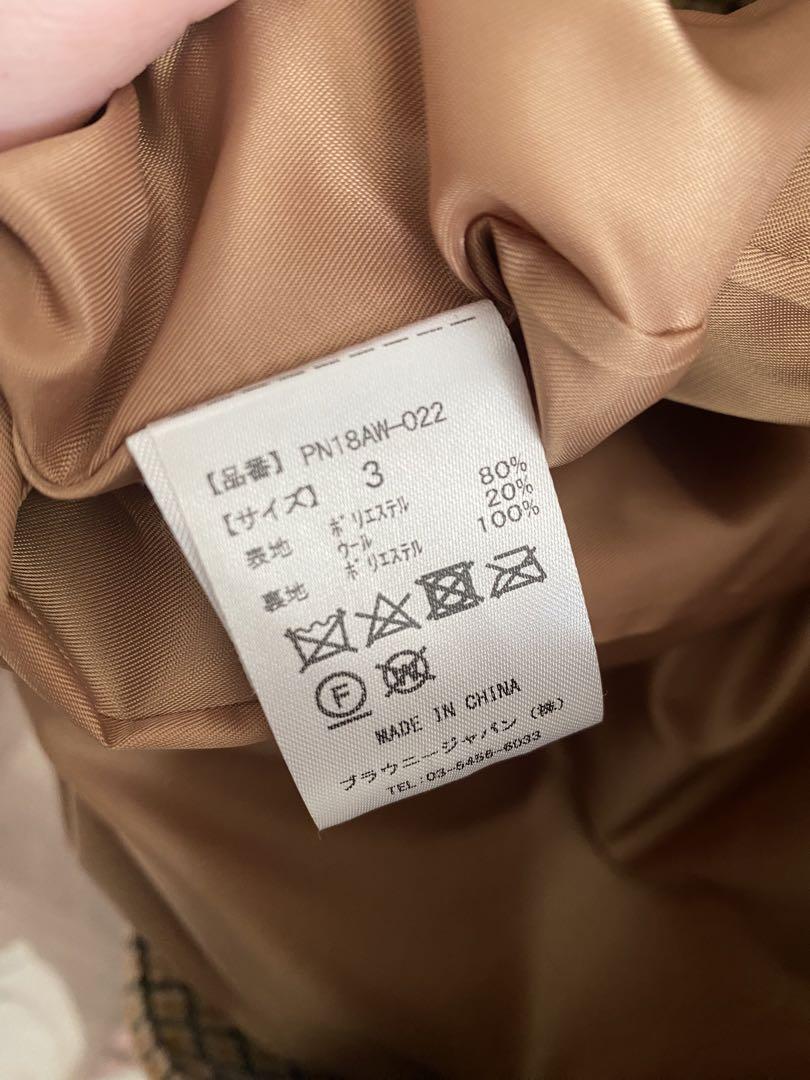 【品番】 PN18AW-022
【サイズ】 3
表地 ポリエステル 80%
ウール 20%
裏地 ポリエステル 100%
F W
MADE IN CHINA
ブラウニージャパン(株)
TEL:03-5456-6033